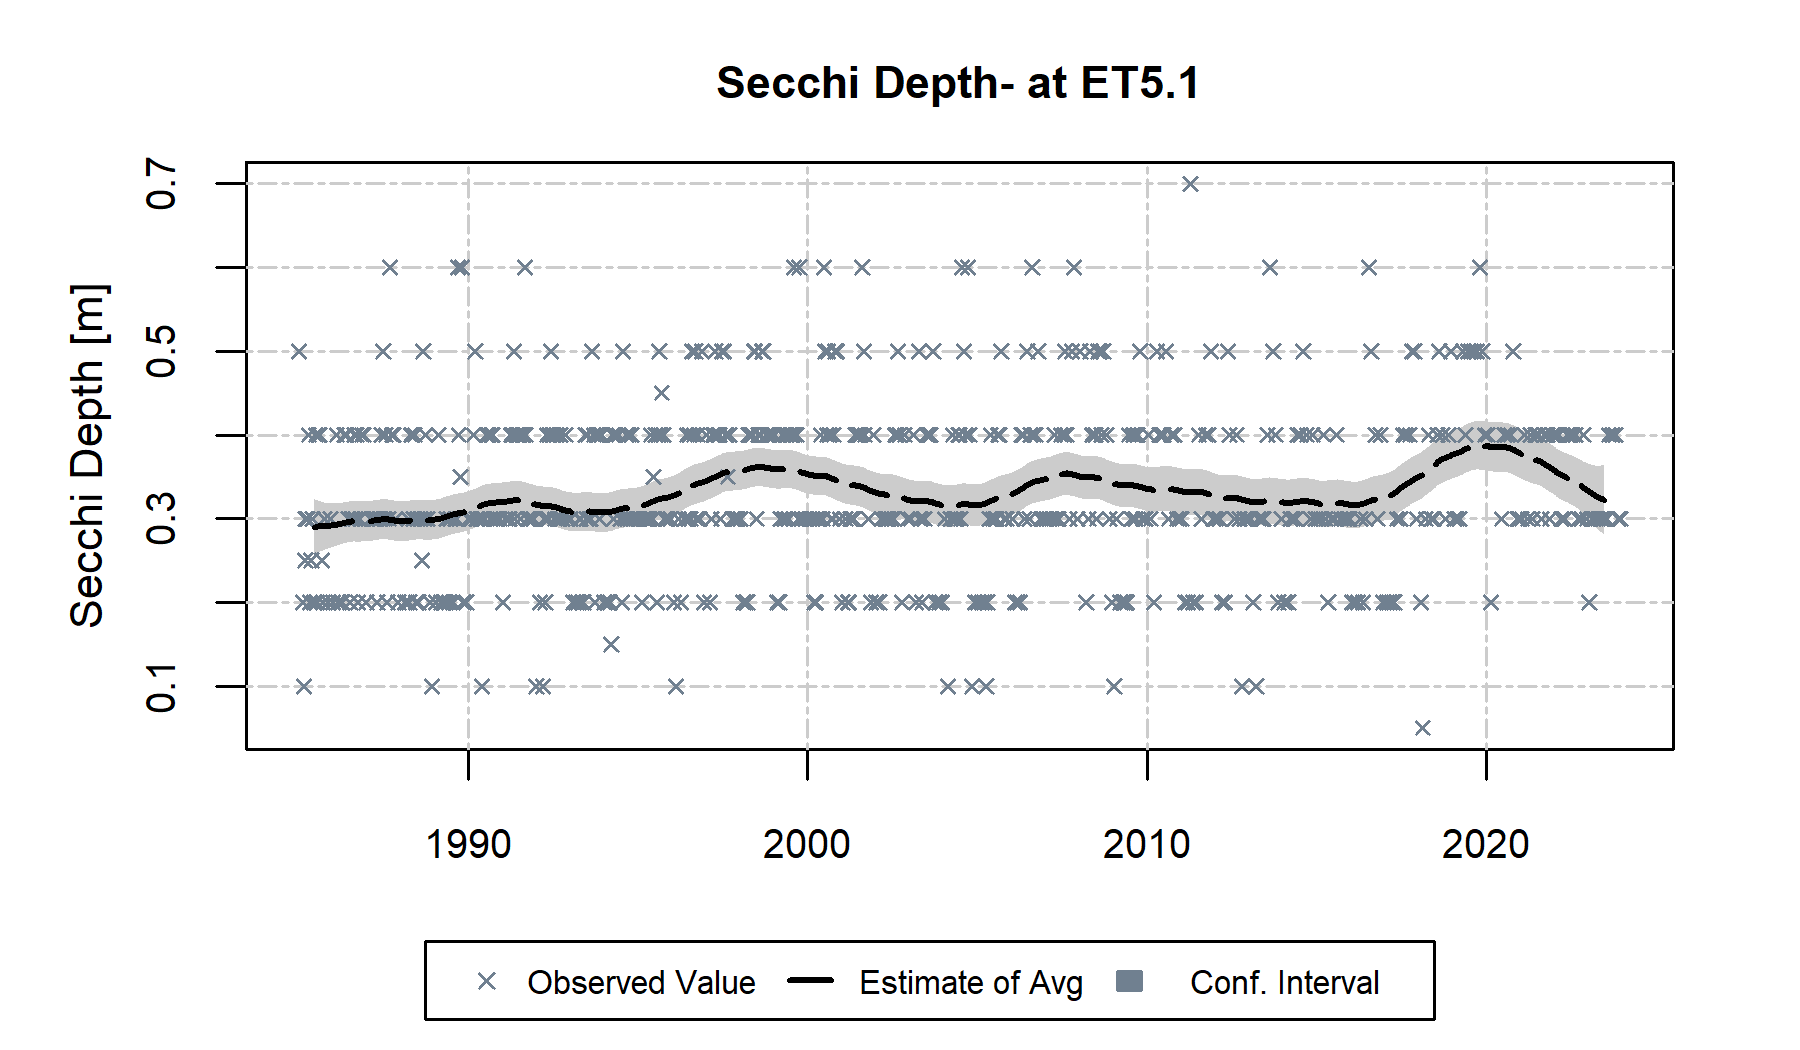 Secchi Depth- at ET5.1
Secchi Depth [m]
0.7
0.5
0.3
0.1
1990 2000 2010 2020
Observed Value Estimate of Avg Conf. Interval